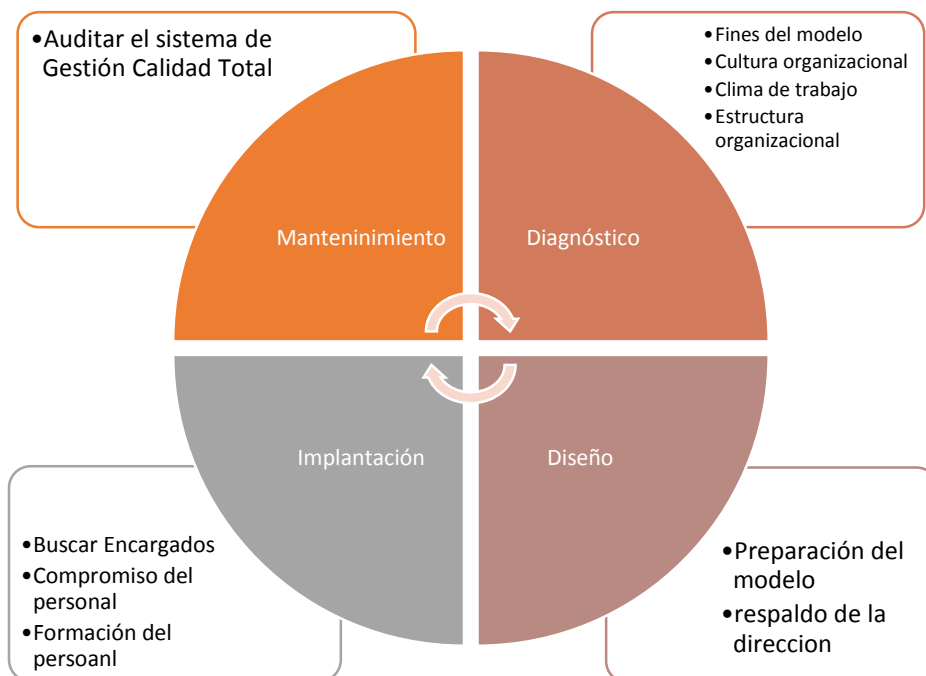 •Auditar el sistema de
Gestión Calidad Total
•Fines del modelo
•Cultura organizacional
•Clima de trabajo
•Estructura
organizacional
Manteninimiento
Diagnóstico
Implantación
Diseño
•Buscar Encargados
•Compromiso del
personal
•Formación del
persoanl
•Preparación del
modelo
•respaldo de la
direccion